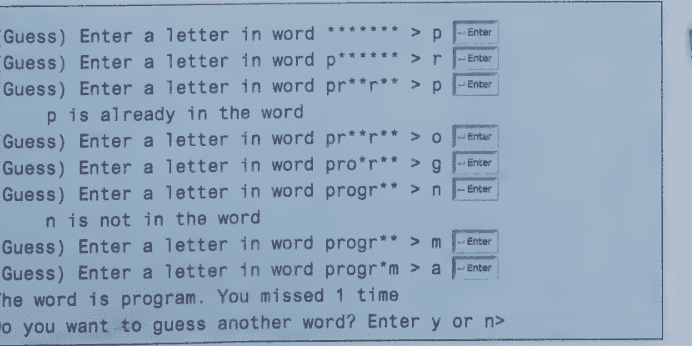 (Guess) Enter a letter in word ******* > p ↵Enter
(Guess) Enter a letter in word p****** > r ↵Enter
(Guess) Enter a letter in word pr**r** > p ↵Enter
p is already in the word
(Guess) Enter a letter in word pr**r** > o ↵Enter
(Guess) Enter a letter in word pro*r** > g ↵Enter
(Guess) Enter a letter in word progr** > n ↵Enter
n is not in the word
(Guess) Enter a letter in word progr** > m ↵Enter
(Guess) Enter a letter in word progr*m > a ↵Enter
he word is program. You missed 1 time
o you want to guess another word? Enter y or n>